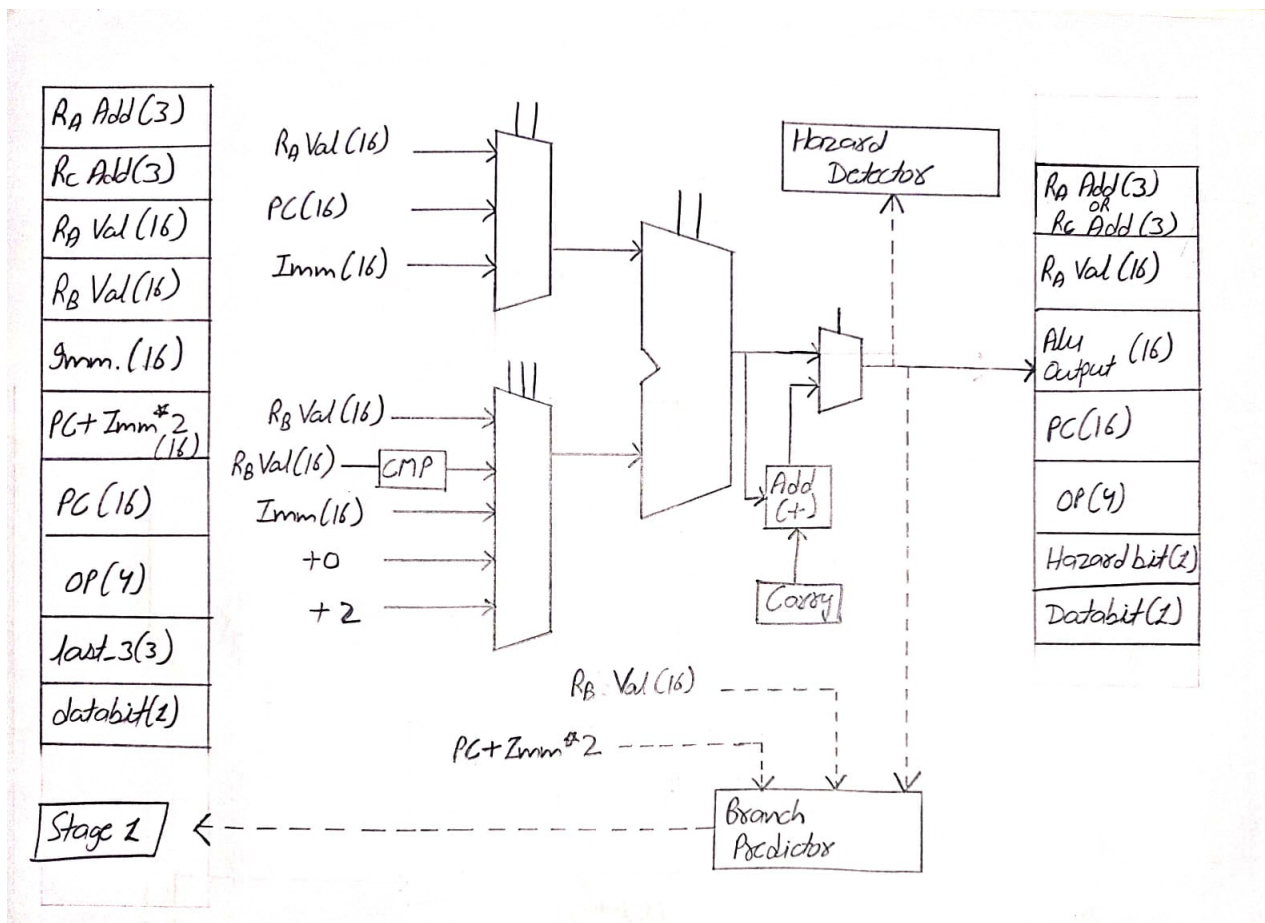 RA Add(3)
RC Add(3)
RA Val(16)
RB Val(16)
Imm.(16)
PC+Imm*2
(16)
PC(16)
OP(4)
last_3(3)
databit(1)
Stage 1
RA Val(16)
PC(16)
Imm(16)
RB Val(16)
RB Val(16)
CMP
Imm(16)
+0
+2
Add
(+)
Carry
Hazard
Detector
RB Val(16)
PC+Imm*2
Branch
Predictor
RA Add(3)
OR
RC Add(3)
RA Val(16)
Alu
Output (16)
PC(16)
OP(4)
Hazard bit(1)
Databit(1)